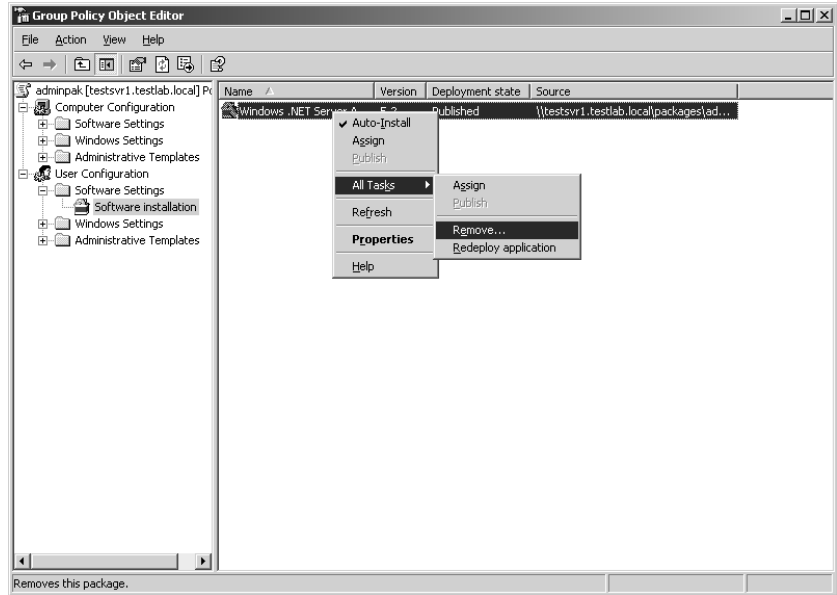 Group Policy Object Editor
File Action View Help
adminpak [testsvr1.testlab.local] Po
Computer Configuration
Software Settings
Windows Settings
Administrative Templates
User Configuration
Software Settings
Software installation
Windows Settings
Administrative Templates
Name Version Deployment state Source
Windows .NET Server A... 5.2 Published \\testsvr1.testlab.local\packages\ad...
Auto-Install
Assign
Publish
All Tasks
Refresh
Properties
Help
Assign
Publish
Remove...
Redeploy application
Removes this package.